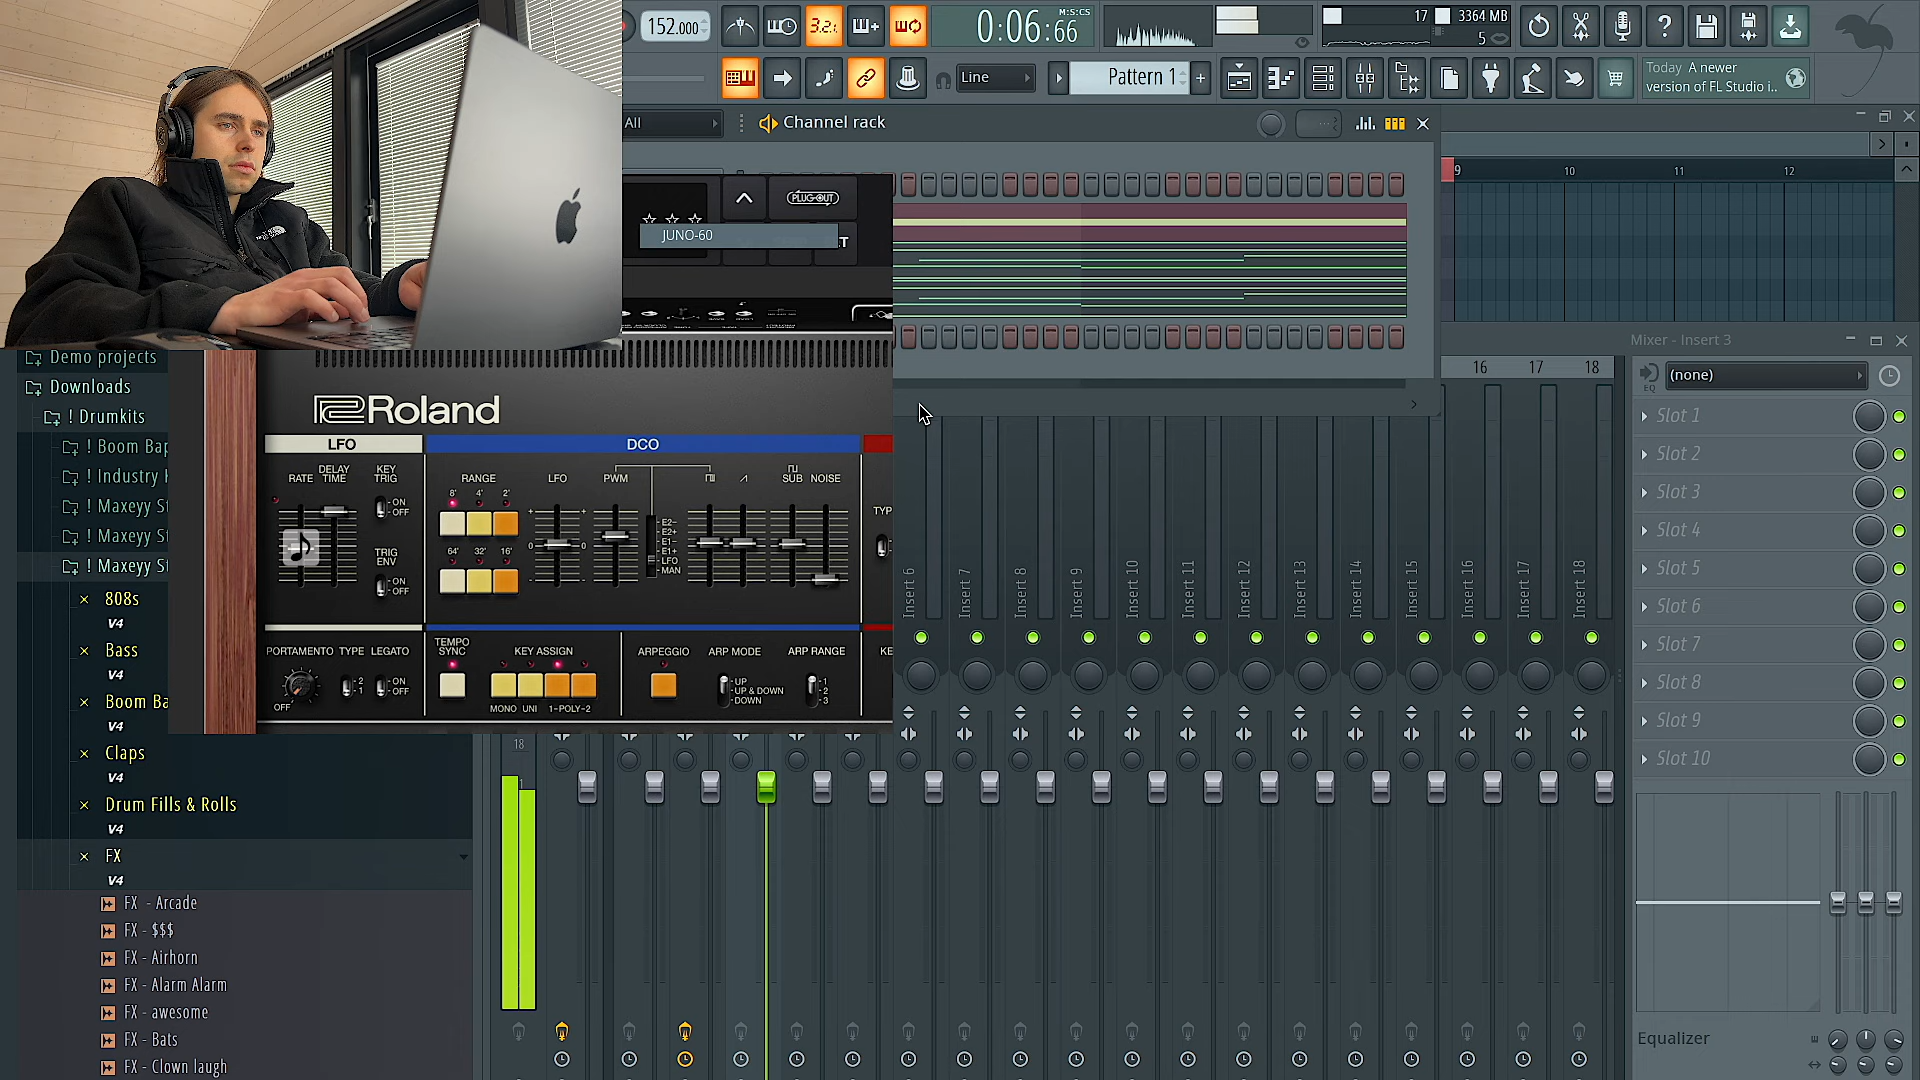 152.000
3.2.
0:06:66
M:S:CS
17
3364 MB
5
Line
Pattern 1
+
Today A newer
version of FL Studio i..
All
Channel rack
9
10
11
12
PLUG-OUT
JUNO-60
THE NORTH FACE
Mixer - Insert 3
(none)
EQ
Demo projects
Downloads
! Drumkits
! Boom Bap
! Industry
! Maxeyy
! Maxeyy
! Maxeyy
808s
V4
Bass
V4
Boom Ba
V4
Claps
V4
Drum Fills & Rolls
V4
FX
V4
FX - Arcade
FX - $$$
FX - Airhorn
FX - Alarm Alarm
FX - awesome
FX - Bats
FX - Clown laugh
Roland
LFO
DCO
RATE
DELAY TIME
KEY TRIG
ON
OFF
TRIG ENV
ON
OFF
RANGE
8' 4' 2'
64' 32' 16'
LFO
+
0
-
PWM
E2-
E2+
E1-
E1+
LFO
MAN
SUB
NOISE
TYP
PORTAMENTO
OFF
TYPE
2
1
LEGATO
ON
OFF
TEMPO SYNC
KEY ASSIGN
MONO UNI 1-POLY-2
ARPEGGIO
ARP MODE
UP
UP & DOWN
DOWN
ARP RANGE
1
2
3
KE
16
17
18
Insert 6
Insert 7
Insert 8
Insert 9
Insert 10
Insert 11
Insert 12
Insert 13
Insert 14
Insert 15
Insert 16
Insert 17
Insert 18
18
Slot 1
Slot 2
Slot 3
Slot 4
Slot 5
Slot 6
Slot 7
Slot 8
Slot 9
Slot 10
Equalizer